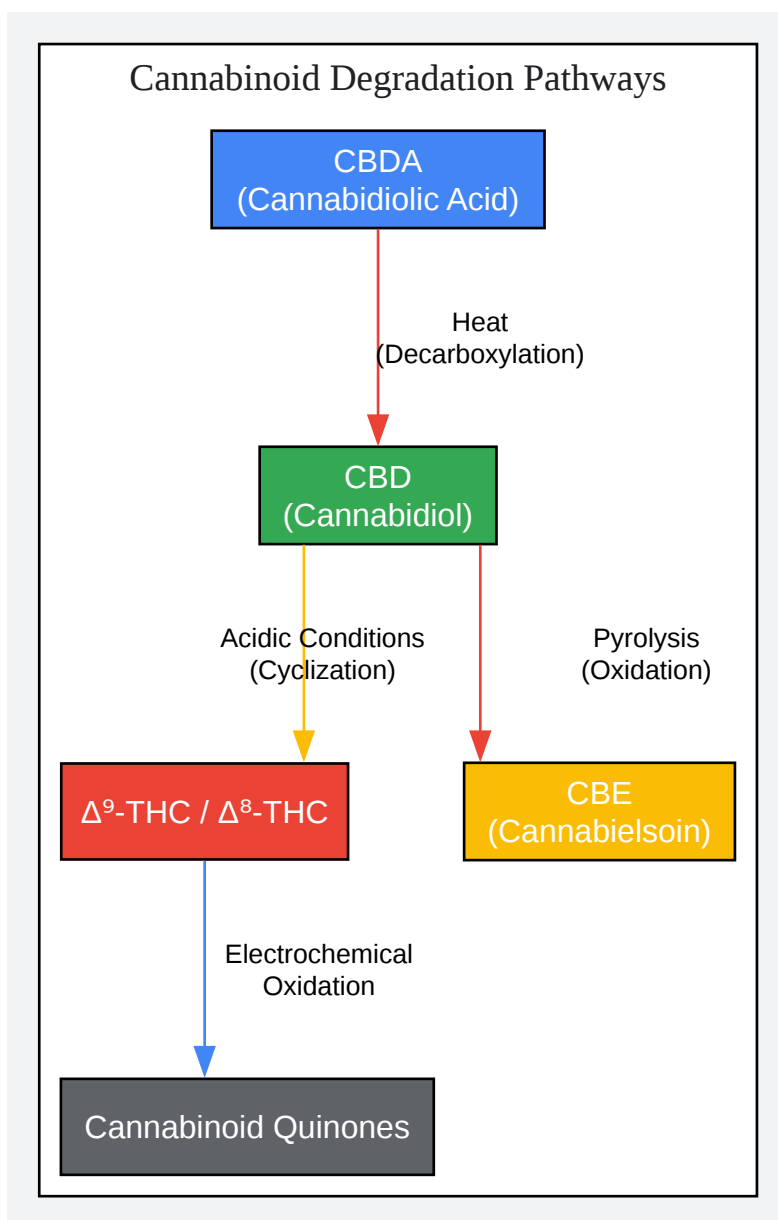 Cannabinoid Degradation Pathways
CBDA
(Cannabidiolic Acid)
Heat
(Decarboxylation)
CBD
(Cannabidiol)
Acidic Conditions
(Cyclization)
Pyrolysis
(Oxidation)
Δ⁹-THC / Δ⁸-THC
CBE
(Cannabielsoin)
Electrochemical
Oxidation
Cannabinoid Quinones